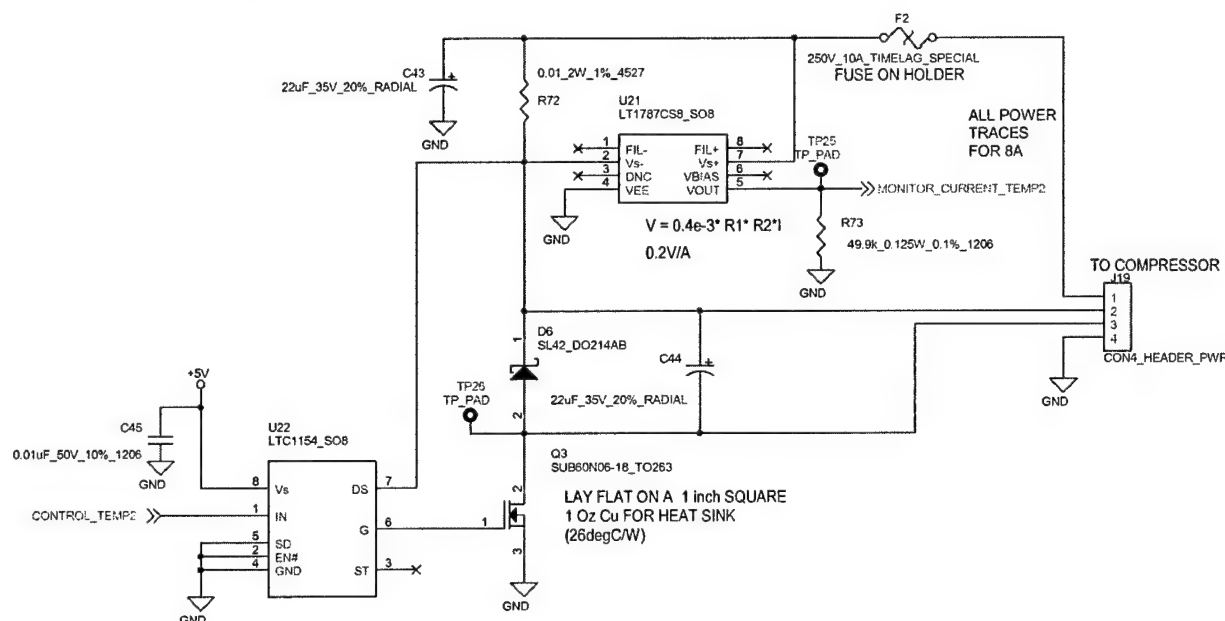 F2
250V_10A_TIMELAG_SPECIAL
FUSE ON HOLDER
C43
22uF_35V_20%_RADIAL
GND
0.01_2W_1%_4527
R72
U21
LT1787CS8_SO8
1 FIL- FIL+ 8
2 Vs- Vs+ 7
3 DNC VBIAS 6
4 VEE VOUT 5
GND
V = 0.4e-3* R1* R2*I
0.2V/A
ALL POWER
TRACES
FOR 8A
TP25
TP_PAD
MONITOR_CURRENT_TEMP2
R73
49.9k_0.125W_0.1%_1206
GND
TO COMPRESSOR
J19
1
2
3
4
CON4_HEADER_PWR
GND
1
D6
SL42_DO214AB
2
C44
22uF_35V_20%_RADIAL
TP26
TP_PAD
+5V
C45
0.01uF_50V_10%_1206
GND
U22
LTC1154_SO8
8 Vs DS 7
CONTROL_TEMP2 1 IN
G 6
5 SD
2 EN#
4 GND
ST 3
GND
Q3
SUB60N06-18_TO263
2
1
3
LAY FLAT ON A 1 inch SQUARE
1 Oz Cu FOR HEAT SINK
(26degC/W)
GND